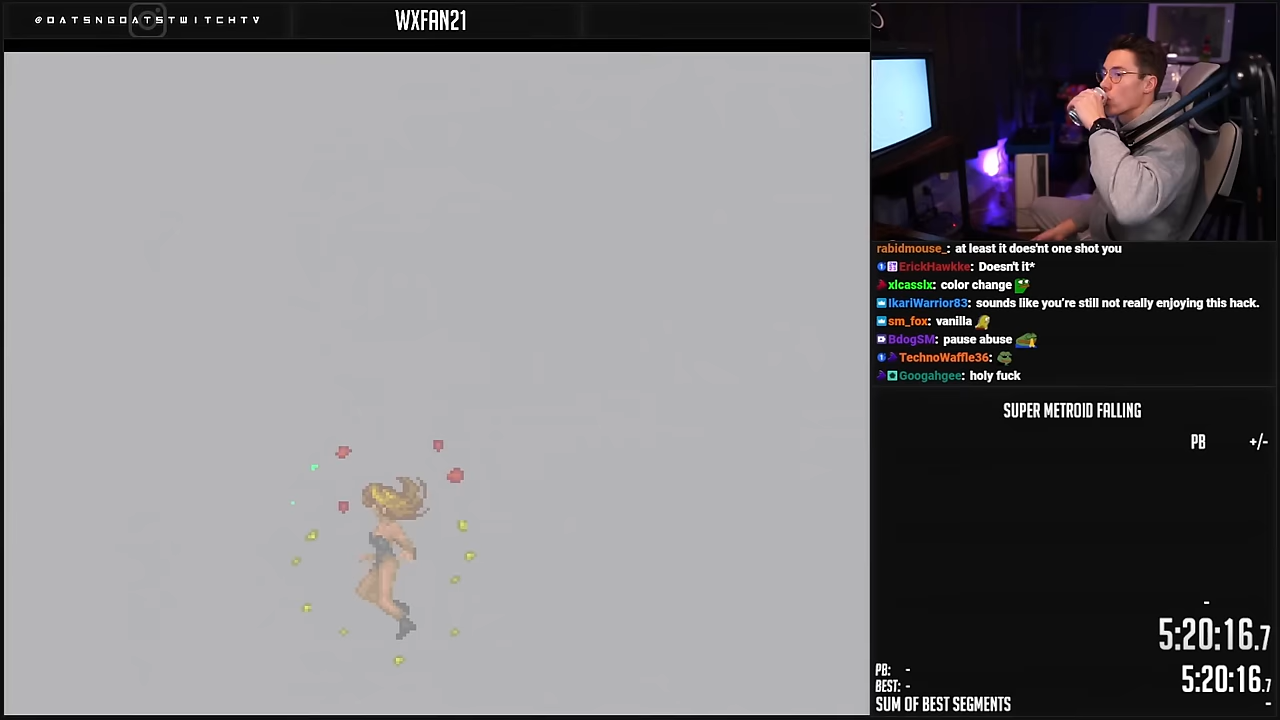 @OATSNGOATSTWITCHTV
WXFAN21
rabidmouse_: at least it does'nt one shot you
ErickHawkke: Doesn't it*
xlcasslx: color change
IkariWarrior83: sounds like you're still not really enjoying this hack.
sm_fox: vanilla
BdogSM: pause abuse
TechnoWaffle36:
Googahgee: holy fuck
SUPER METROID FALLING
PB +/-
-
5:20:16.7
PB: -
5:20:16.7
BEST: -
SUM OF BEST SEGMENTS -